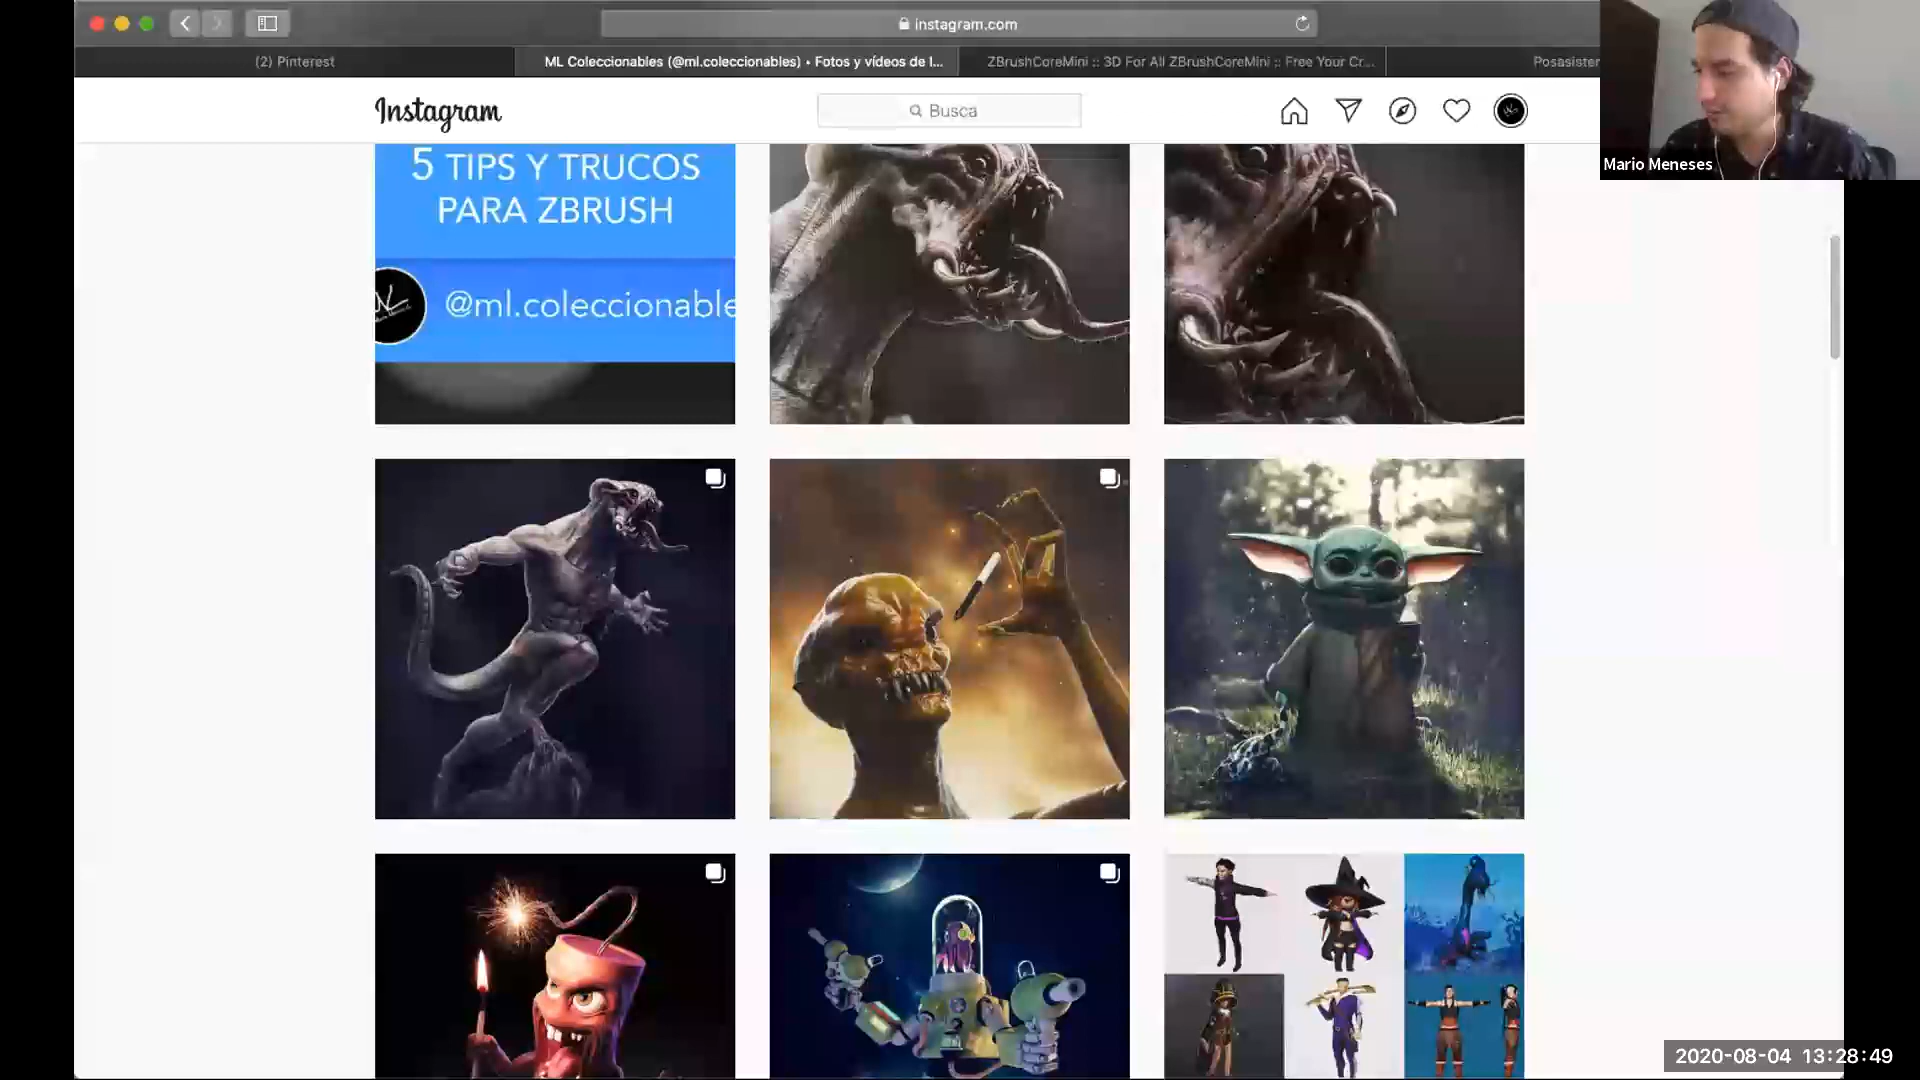 instagram.com
(2) Pinterest
ML Coleccionables (@ml.coleccionables) • Fotos y vídeos de I...
ZBrushCoreMini :: 3D For All ZBrushCoreMini :: Free Your Cr...
Posasister
Mario Meneses
Instagram
Busca
5 TIPS Y TRUCOS
PARA ZBRUSH
@ml.coleccionable
2020-08-04 13:28:49